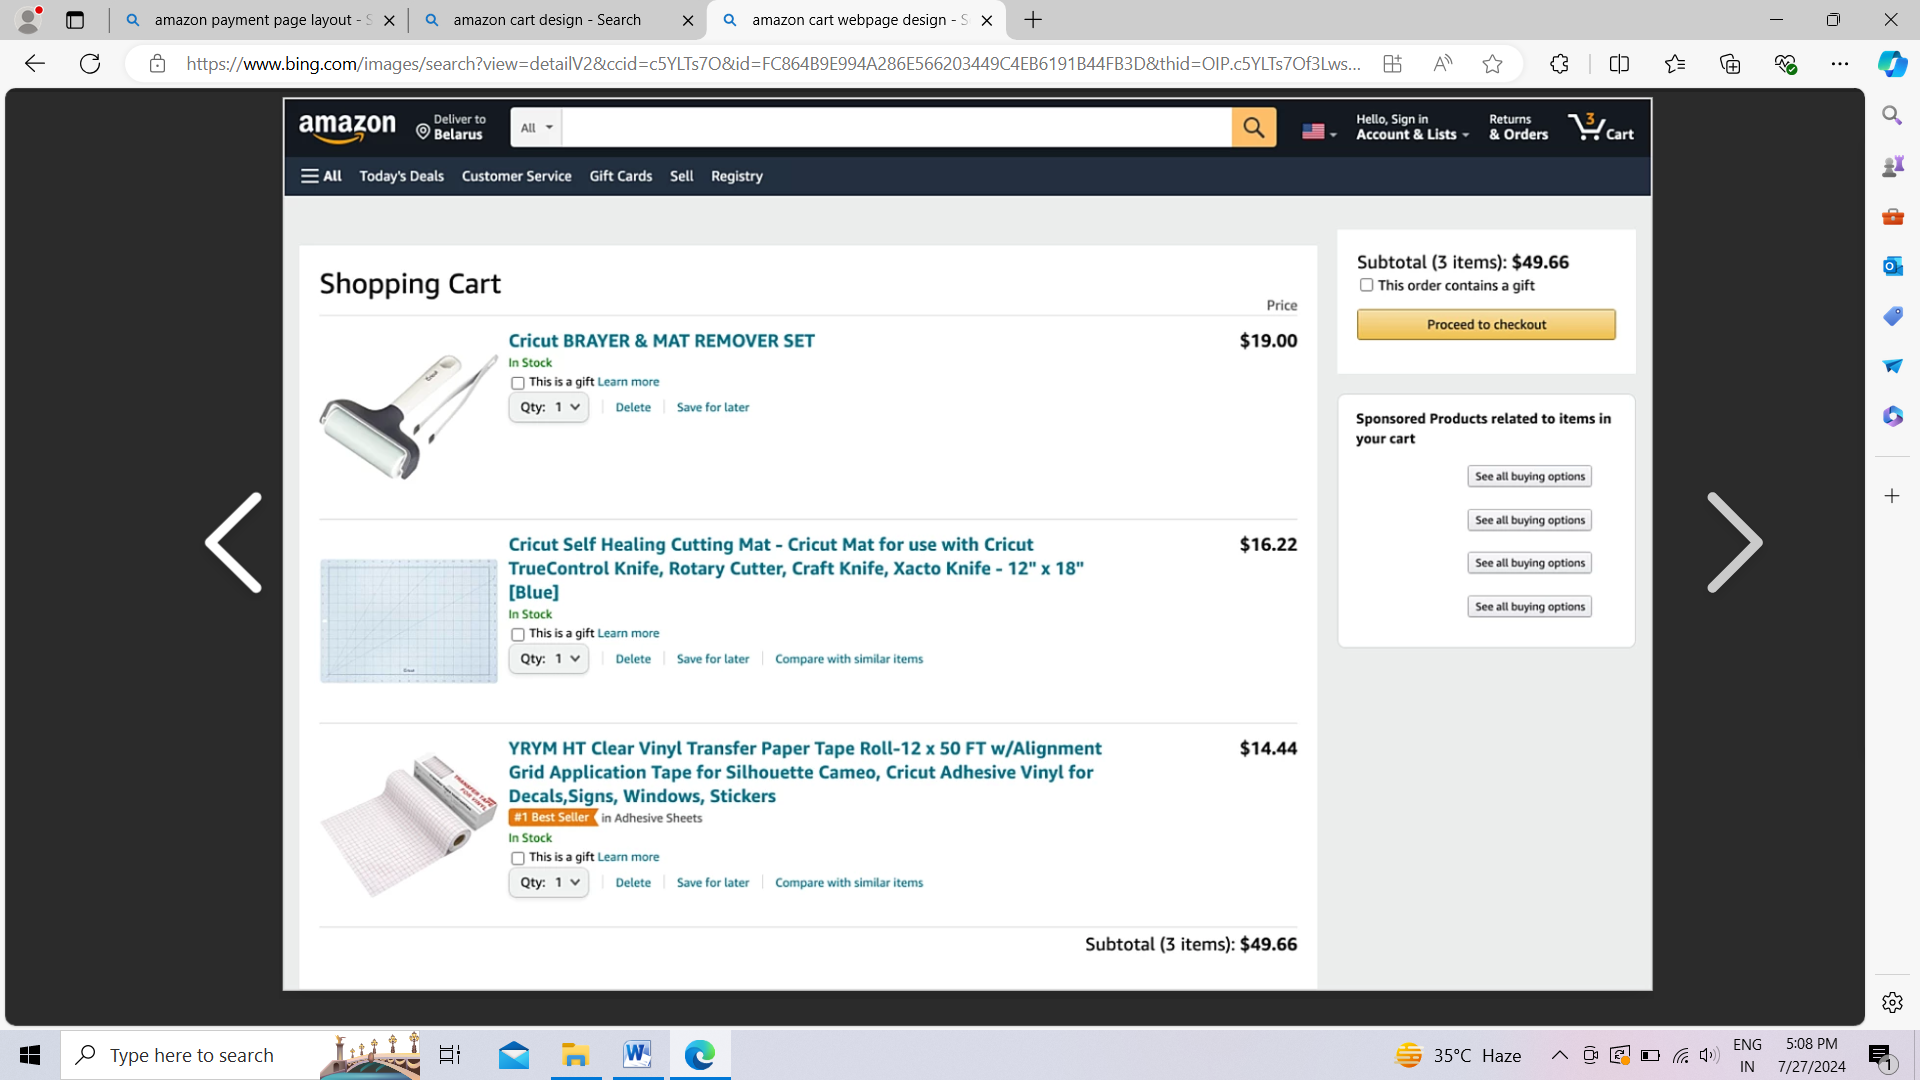 amazon payment page layout - S
amazon cart design - Search
amazon cart webpage design - S
https://www.bing.com/images/search?view=detailV2&ccid=c5YLTs7O&id=FC864B9E994A286E566203449C4EB6191B44FB3D&thid=OIP.c5YLTs7Of3Lws...
amazon
Deliver to
Belarus
All
Hello, Sign in
Account & Lists
Returns
& Orders
3
Cart
All Today's Deals Customer Service Gift Cards Sell Registry
Shopping Cart
Price
Cricut BRAYER & MAT REMOVER SET $19.00
In Stock
This is a gift Learn more
Qty: 1 Delete Save for later
Cricut Self Healing Cutting Mat - Cricut Mat for use with Cricut $16.22
TrueControl Knife, Rotary Cutter, Craft Knife, Xacto Knife - 12" x 18"
[Blue]
In Stock
This is a gift Learn more
Qty: 1 Delete Save for later Compare with similar items
TRANSFER TAPE
FOR VINYL
YRYM HT Clear Vinyl Transfer Paper Tape Roll-12 x 50 FT w/Alignment $14.44
Grid Application Tape for Silhouette Cameo, Cricut Adhesive Vinyl for
Decals,Signs, Windows, Stickers
#1 Best Seller in Adhesive Sheets
In Stock
This is a gift Learn more
Qty: 1 Delete Save for later Compare with similar items
Subtotal (3 items): $49.66
Subtotal (3 items): $49.66
This order contains a gift
Proceed to checkout
Sponsored Products related to items in
your cart
See all buying options
See all buying options
See all buying options
See all buying options
Type here to search
35°C Haze
ENG
IN
5:08 PM
7/27/2024
1